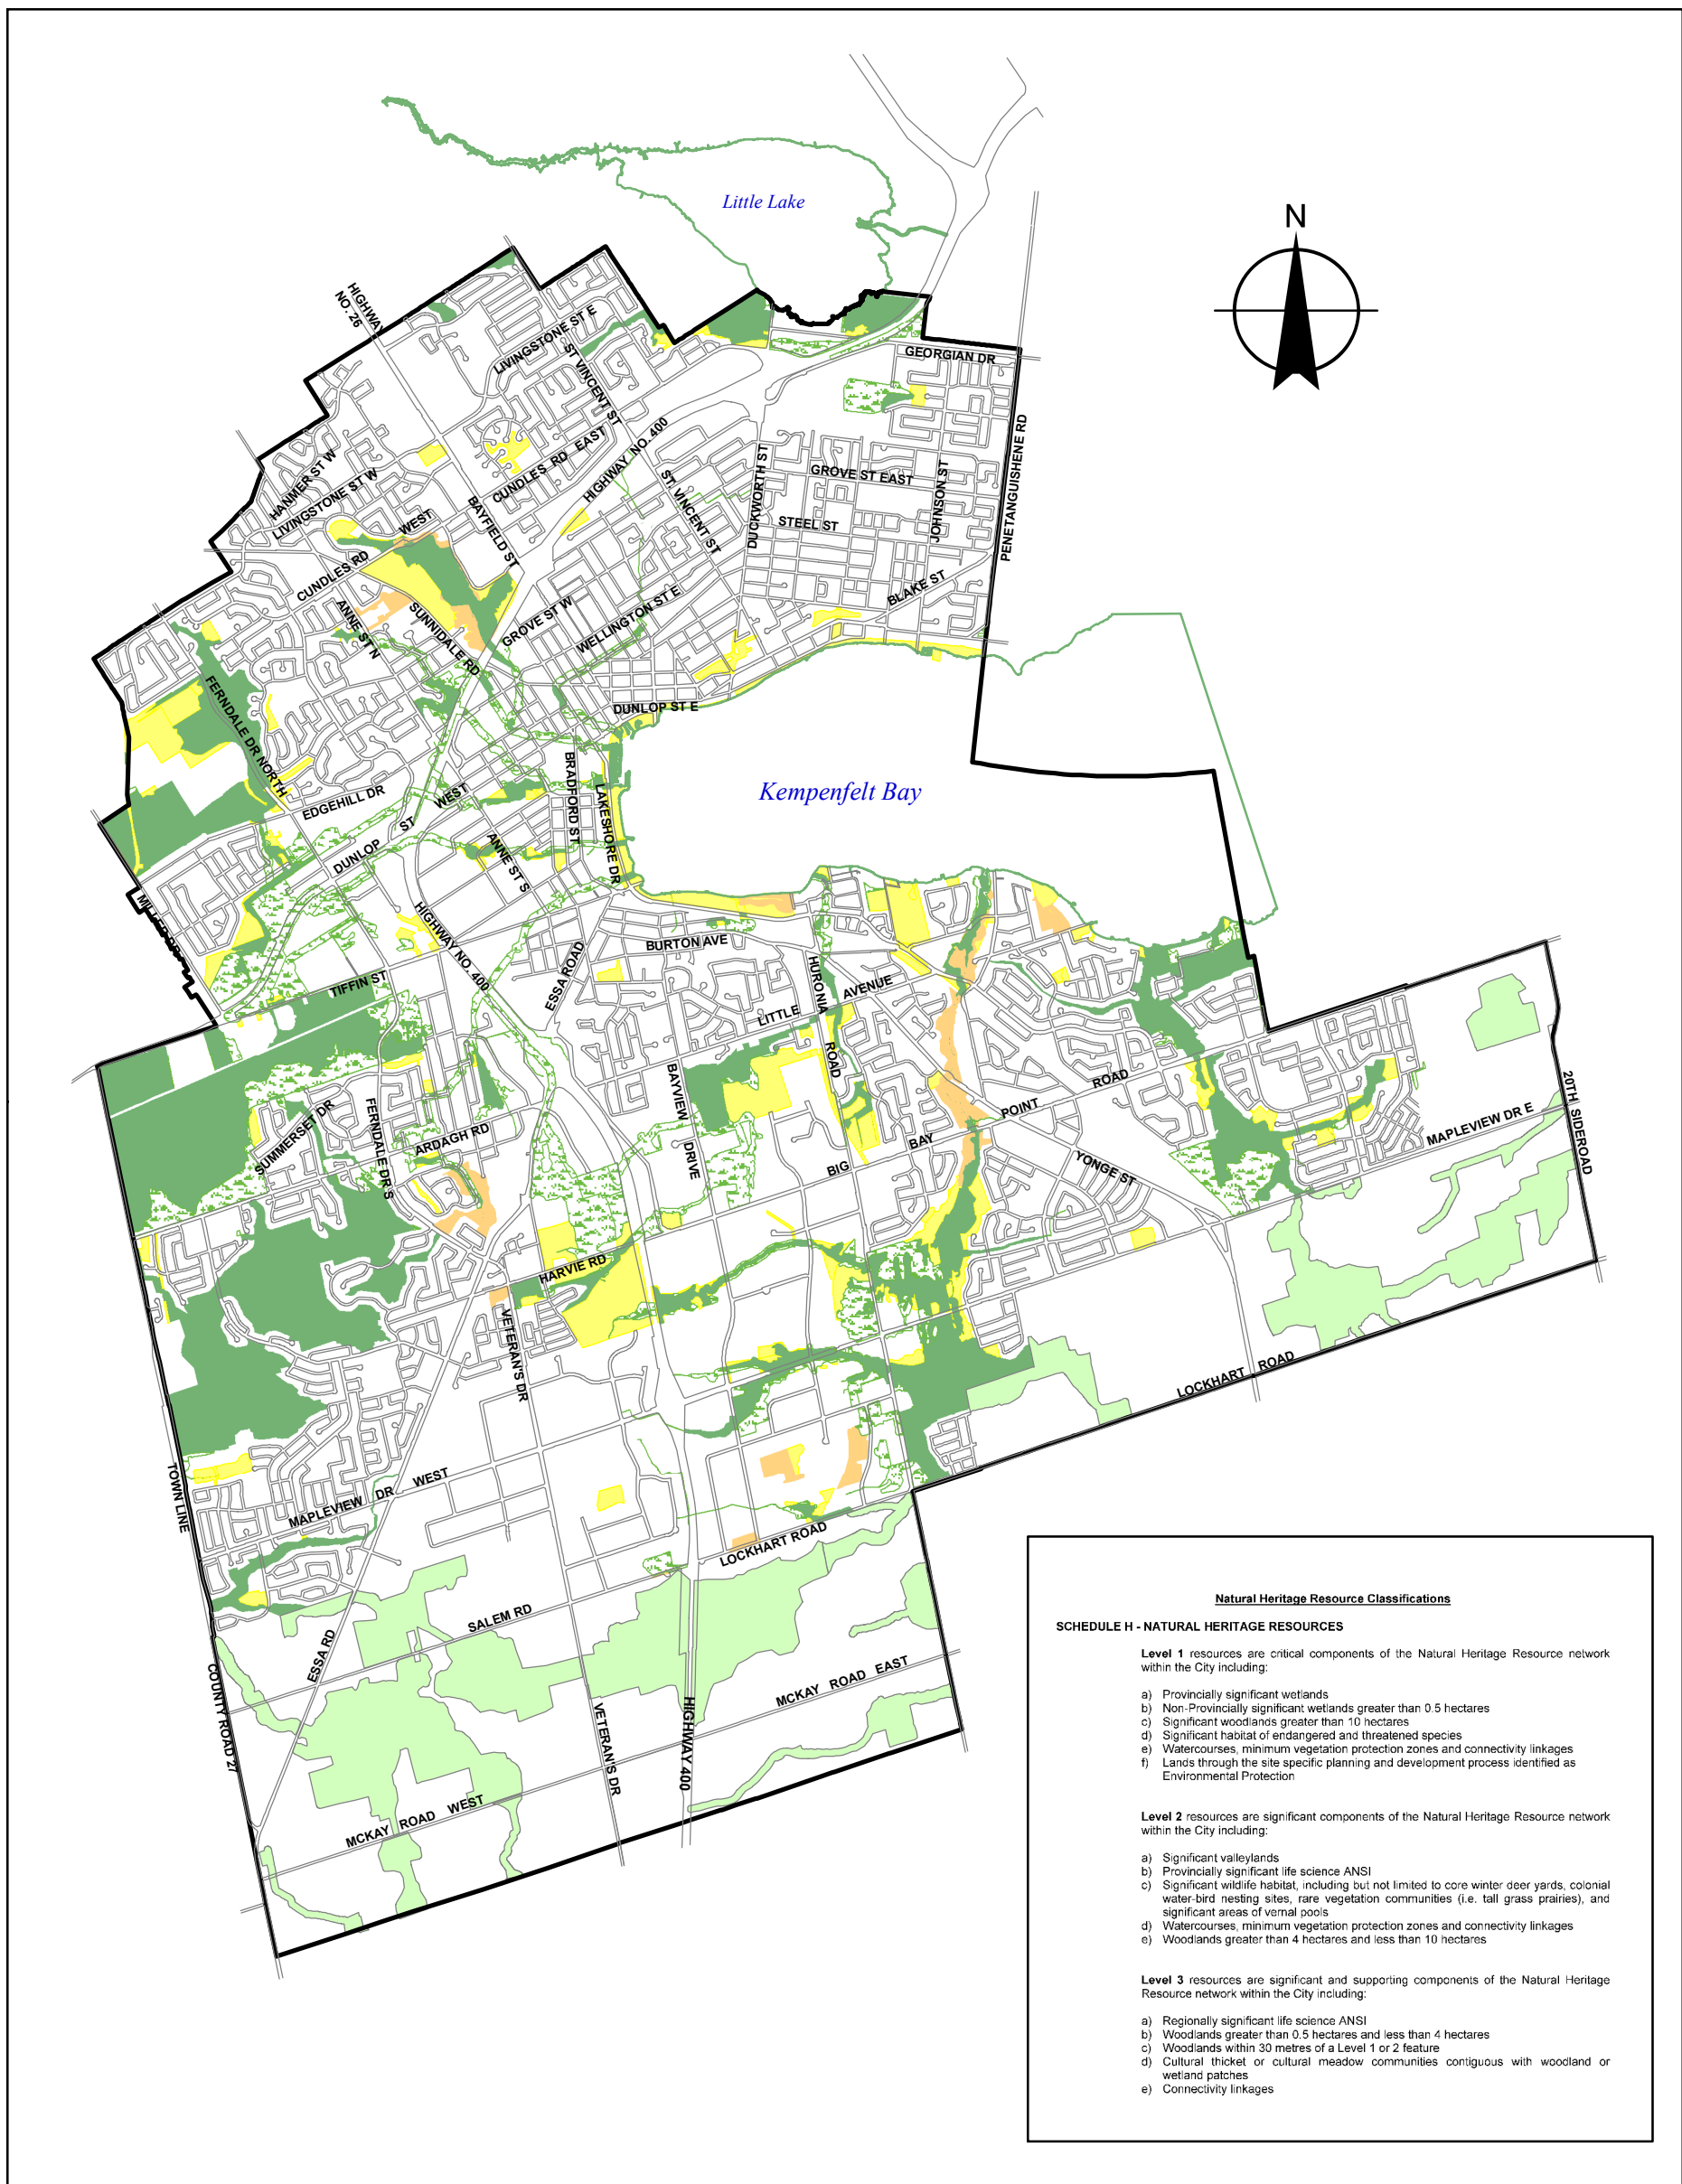 Little Lake
N
HIGHWAY
NO. 26
LIVINGSTONE ST E
ST VINCENT ST
GEORGIAN DR
HANMER ST W
LIVINGSTONE ST W
CUNDLES RD EAST
HIGHWAY NO. 400
ST. VINCENT ST
DUCKWORTH ST
GROVE ST EAST
JOHNSON ST
PENETANGUISHENE RD
STEEL ST
BAYFIELD ST
CUNDLES RD WEST
ANNE ST N
SUNNIDALE RD
GROVE ST W
WELLINGTON ST E
BLAKE ST
FERNDALE DR NORTH
DUNLOP ST E
EDGEHILL DR
DUNLOP ST WEST
BRADFORD ST
LAKESHORE DR
Kempenfelt Bay
ANNE ST S
HIGHWAY NO. 400
TIFFIN ST
ESSA ROAD
BURTON AVE
HURONIA ROAD
LITTLE AVENUE
BAYVIEW DRIVE
BIG BAY POINT ROAD
SUMMERSET DR
FERNDALE DR S
ARDAGH RD
YONGE ST
MAPLEVIEW DR E
20TH SIDEROAD
HARVIE RD
VETERAN'S DR
LOCKHART ROAD
TOWN LINE
MAPLEVIEW DR WEST
LOCKHART ROAD
SALEM RD
ESSA RD
COUNTY ROAD 27
VETERAN'S DR
HIGHWAY 400
MCKAY ROAD EAST
MCKAY ROAD WEST
Natural Heritage Resource Classifications
SCHEDULE H - NATURAL HERITAGE RESOURCES
Level 1 resources are critical components of the Natural Heritage Resource network
within the City including:
a) Provincially significant wetlands
b) Non-Provincially significant wetlands greater than 0.5 hectares
c) Significant woodlands greater than 10 hectares
d) Significant habitat of endangered and threatened species
e) Watercourses, minimum vegetation protection zones and connectivity linkages
f) Lands through the site specific planning and development process identified as
Environmental Protection
Level 2 resources are significant components of the Natural Heritage Resource network
within the City including:
a) Significant valleylands
b) Provincially significant life science ANSI
c) Significant wildlife habitat, including but not limited to core winter deer yards, colonial
water-bird nesting sites, rare vegetation communities (i.e. tall grass prairies), and
significant areas of vernal pools
d) Watercourses, minimum vegetation protection zones and connectivity linkages
e) Woodlands greater than 4 hectares and less than 10 hectares
Level 3 resources are significant and supporting components of the Natural Heritage
Resource network within the City including:
a) Regionally significant life science ANSI
b) Woodlands greater than 0.5 hectares and less than 4 hectares
c) Woodlands within 30 metres of a Level 1 or 2 feature
d) Cultural thicket or cultural meadow communities contiguous with woodland or
wetland patches
e) Connectivity linkages